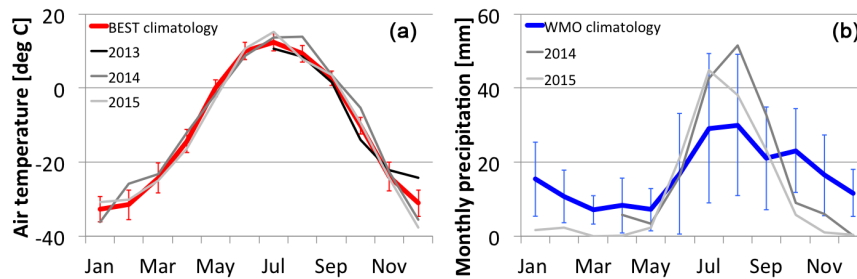 Air temperature [deg C]
20
0
-20
-40
BEST climatology
2013
2014
2015
(a)
Jan Mar May Jul Sep Nov
Monthly precipitation [mm]
60
40
20
0
WMO climatology
2014
2015
(b)
Jan Mar May Jul Sep Nov